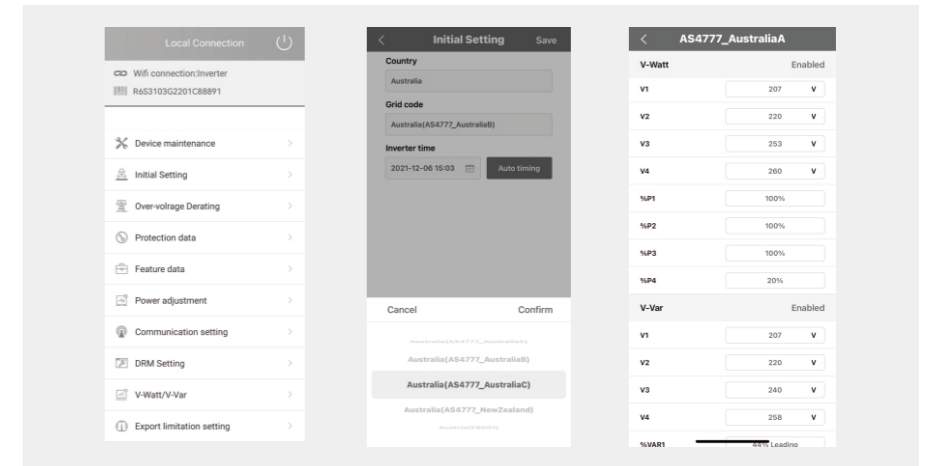 Local Connection
Wifi connection:Inverter
R6S3103G2201C88891
Device maintenance
Initial Setting
Over-volrage Derating
Protection data
Feature data
Power adjustment
Communication setting
DRM Setting
V-Watt/V-Var
Export limitation setting
Initial Setting Save
Country
Australia
Grid code
Australia(AS4777_AustraliaB)
Inverter time
2021-12-06 15:03 Auto timing
Cancel Confirm
Australia(AS4777_AustraliaA)
Australia(AS4777_AustraliaB)
Australia(AS4777_AustraliaC)
Australia(AS4777_NewZealand)
AS4777_AustraliaA
V-Watt Enabled
V1 207 V
V2 220 V
V3 253 V
V4 260 V
%P1 100%
%P2 100%
%P3 100%
%P4 20%
V-Var Enabled
V1 207 V
V2 220 V
V3 240 V
V4 258 V
%VAR1 44% Leading